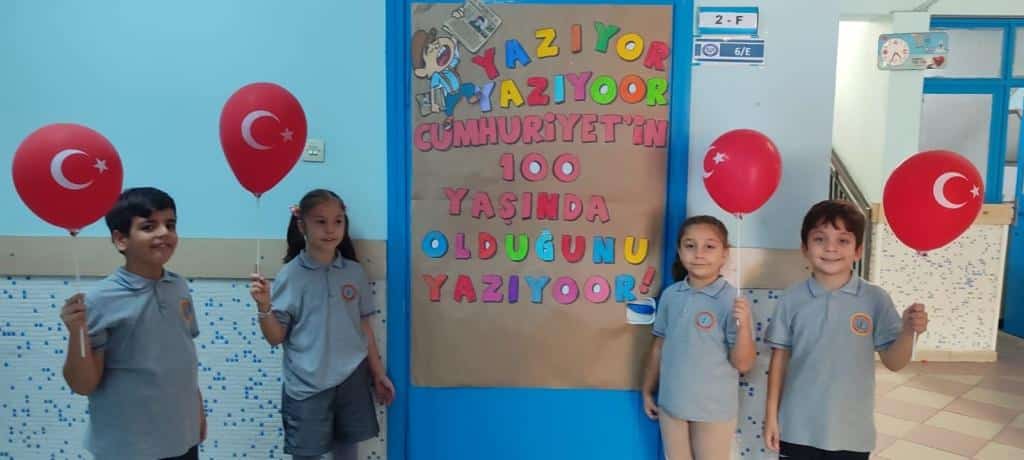 YAZIYOR
YAZIYOOR
CUMHURİYET'İN
100
YAŞINDA
OLDUĞUNU
YAZIYOOR!
2 - F
6/E